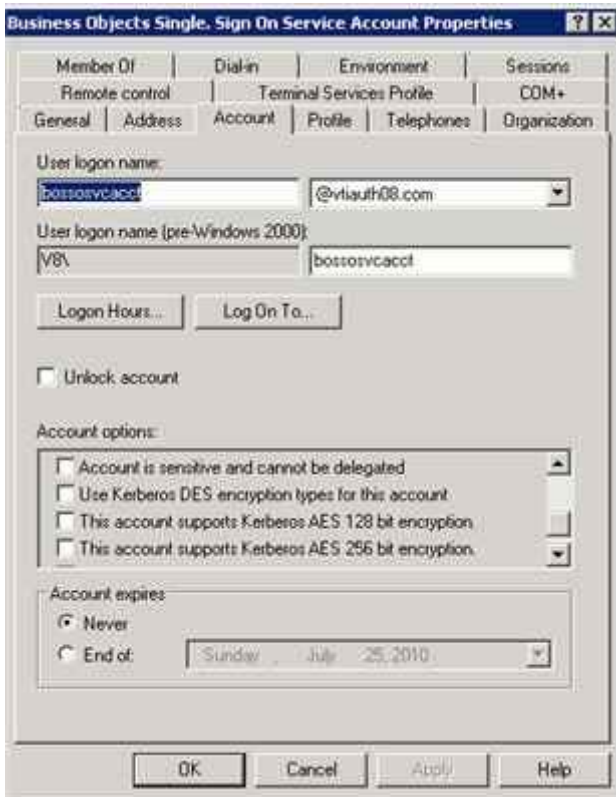 Business Objects Single. Sign On Service Account Properties
Member Of Dial-in Environment Sessions
Remote control Terminal Services Profile COM+
General Address Account Profile Telephones Organization
User logon name:
bossosvcacct @vtiauth08.com
User logon name (pre-Windows 2000):
V8\ bossosvcacct
Logon Hours... Log On To...
Unlock account
Account options:
Account is sensitive and cannot be delegated
Use Kerberos DES encryption types for this account
This account supports Kerberos AES 128 bit encryption.
This account supports Kerberos AES 256 bit encryption.
Account expires
Never
End of: Sunday , July 25, 2010
OK Cancel Apply Help